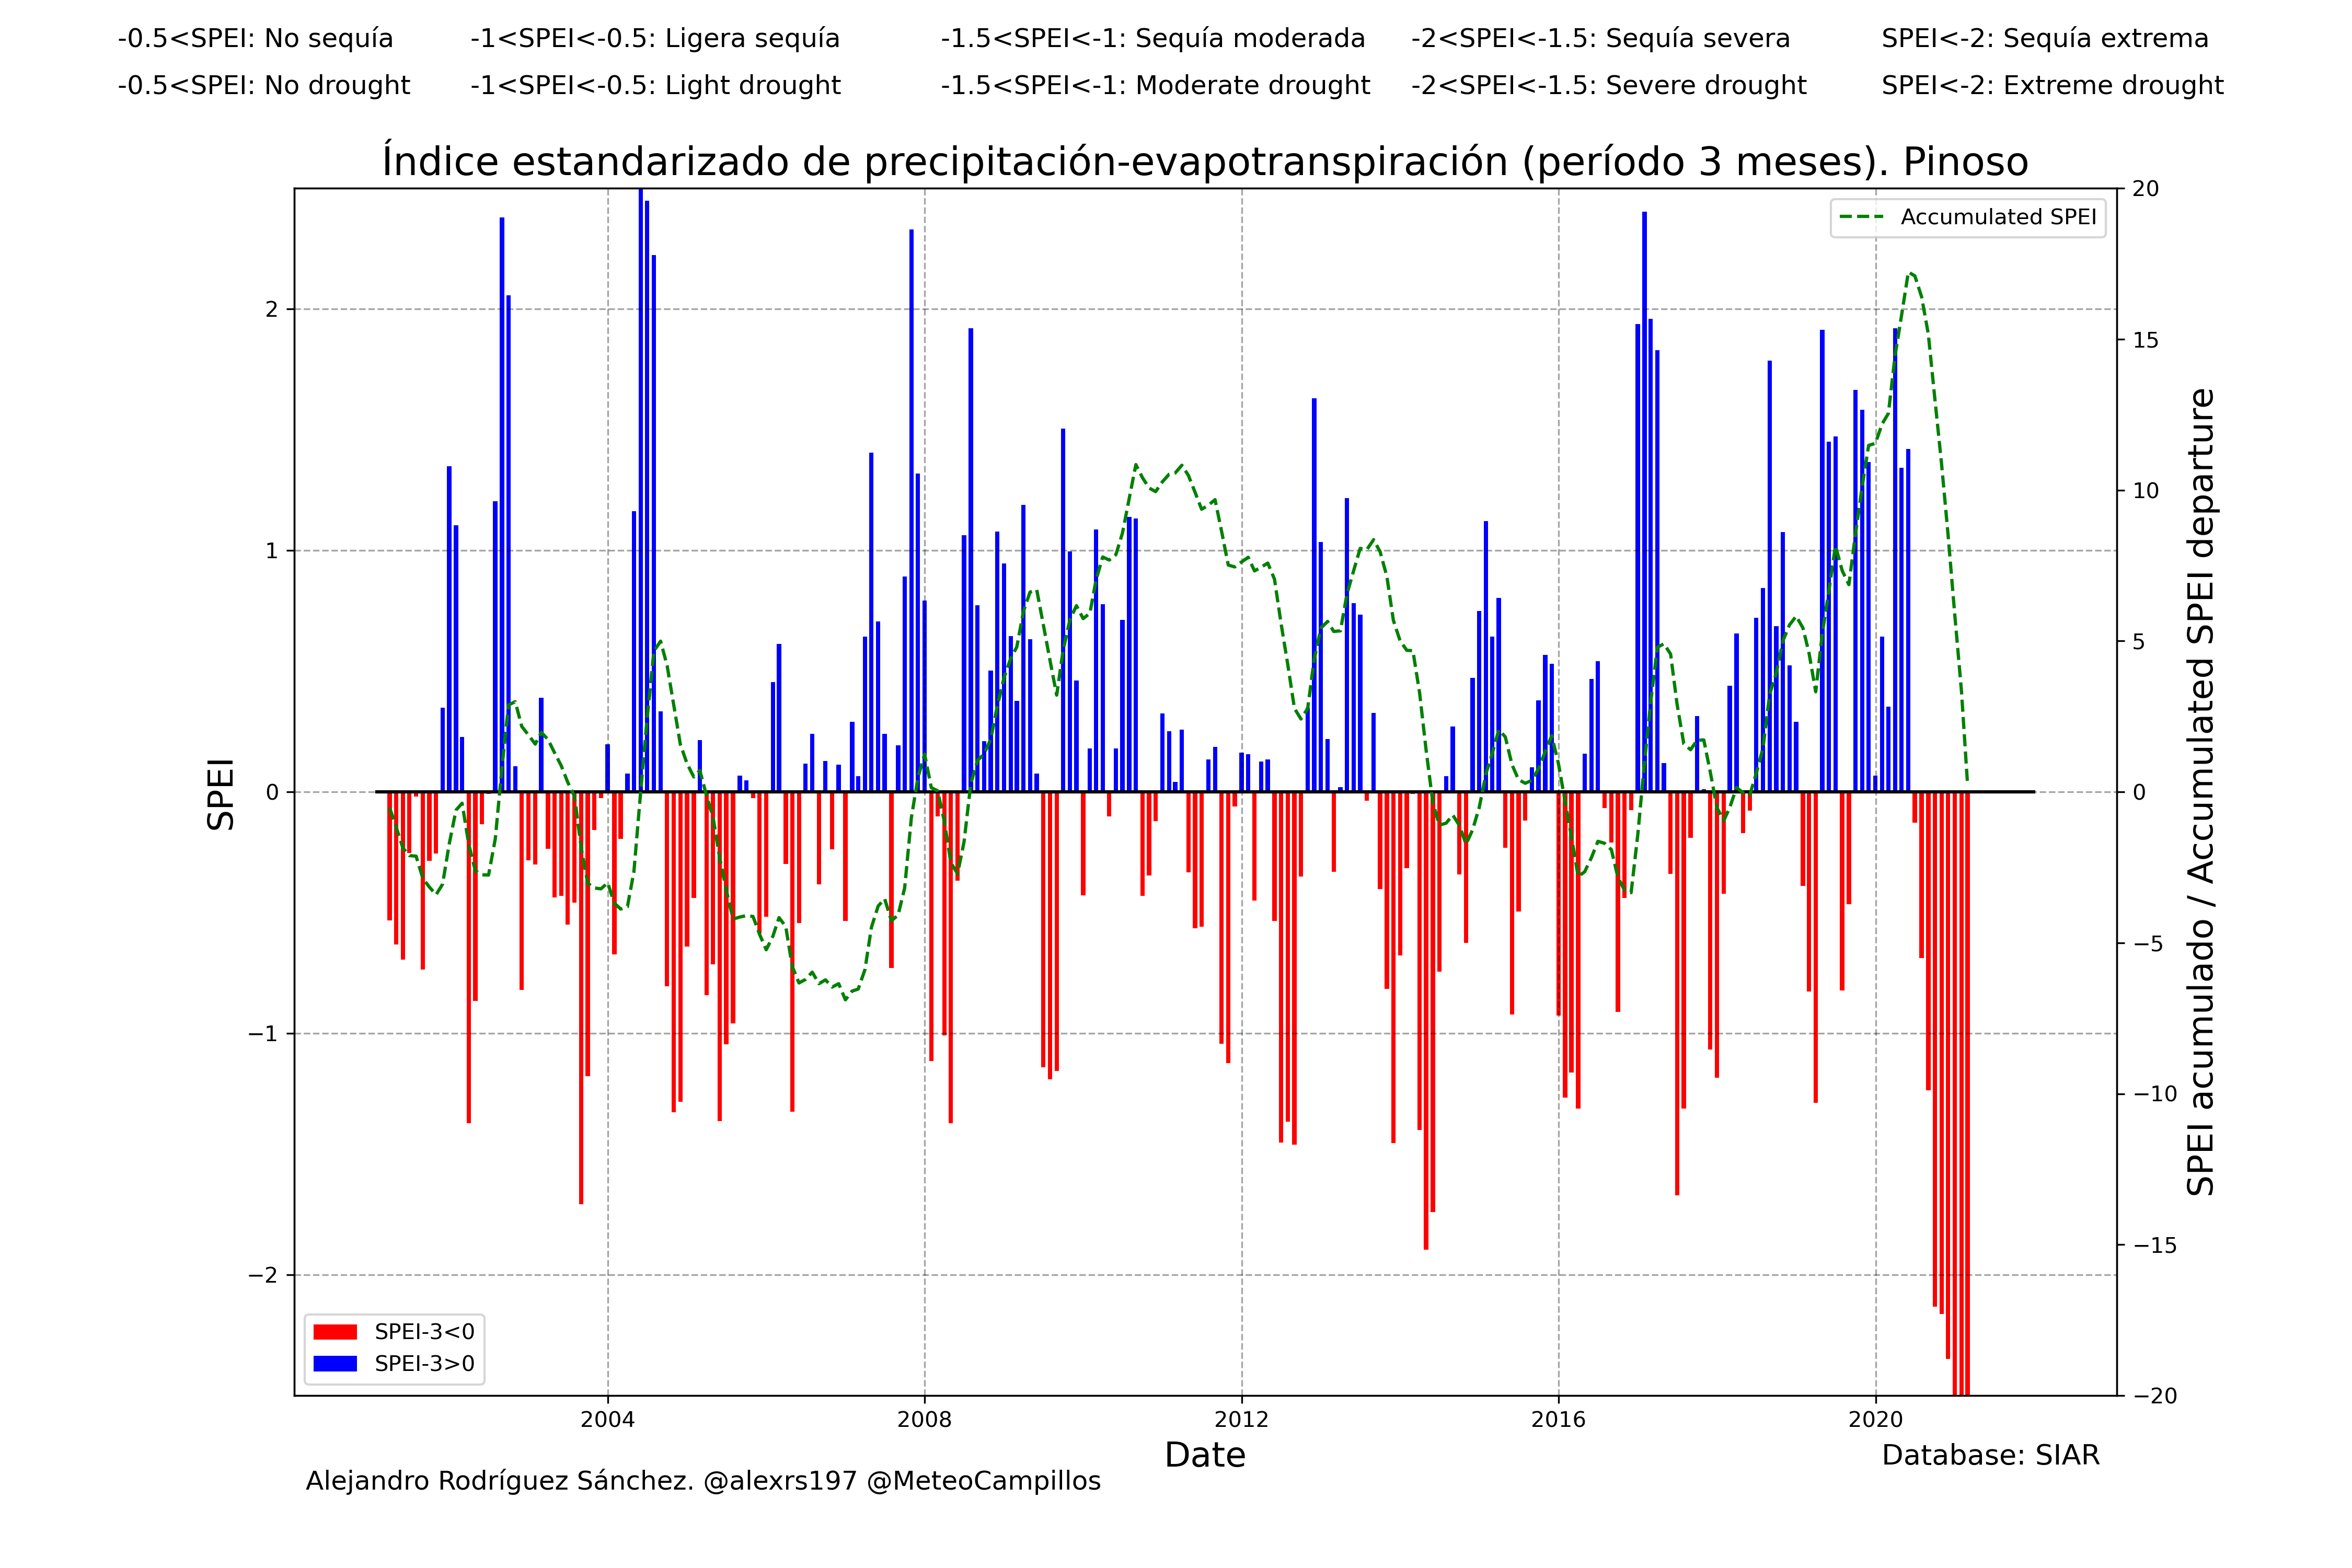 -0.5<SPEI: No sequía -1<SPEI<-0.5: Ligera sequía -1.5<SPEI<-1: Sequía moderada -2<SPEI<-1.5: Sequía severa SPEI<-2: Sequía extrema
-0.5<SPEI: No drought -1<SPEI<-0.5: Light drought -1.5<SPEI<-1: Moderate drought -2<SPEI<-1.5: Severe drought SPEI<-2: Extreme drought
Índice estandarizado de precipitación-evapotranspiración (período 3 meses). Pinoso
Accumulated SPEI
SPEI
2
1
0
−1
−2
20
15
10
5
0
−5
−10
−15
−20
SPEI acumulado / Accumulated SPEI departure
SPEI-3<0
SPEI-3>0
2004 2008 2012 2016 2020
Date
Database: SIAR
Alejandro Rodríguez Sánchez. @alexrs197 @MeteoCampillos